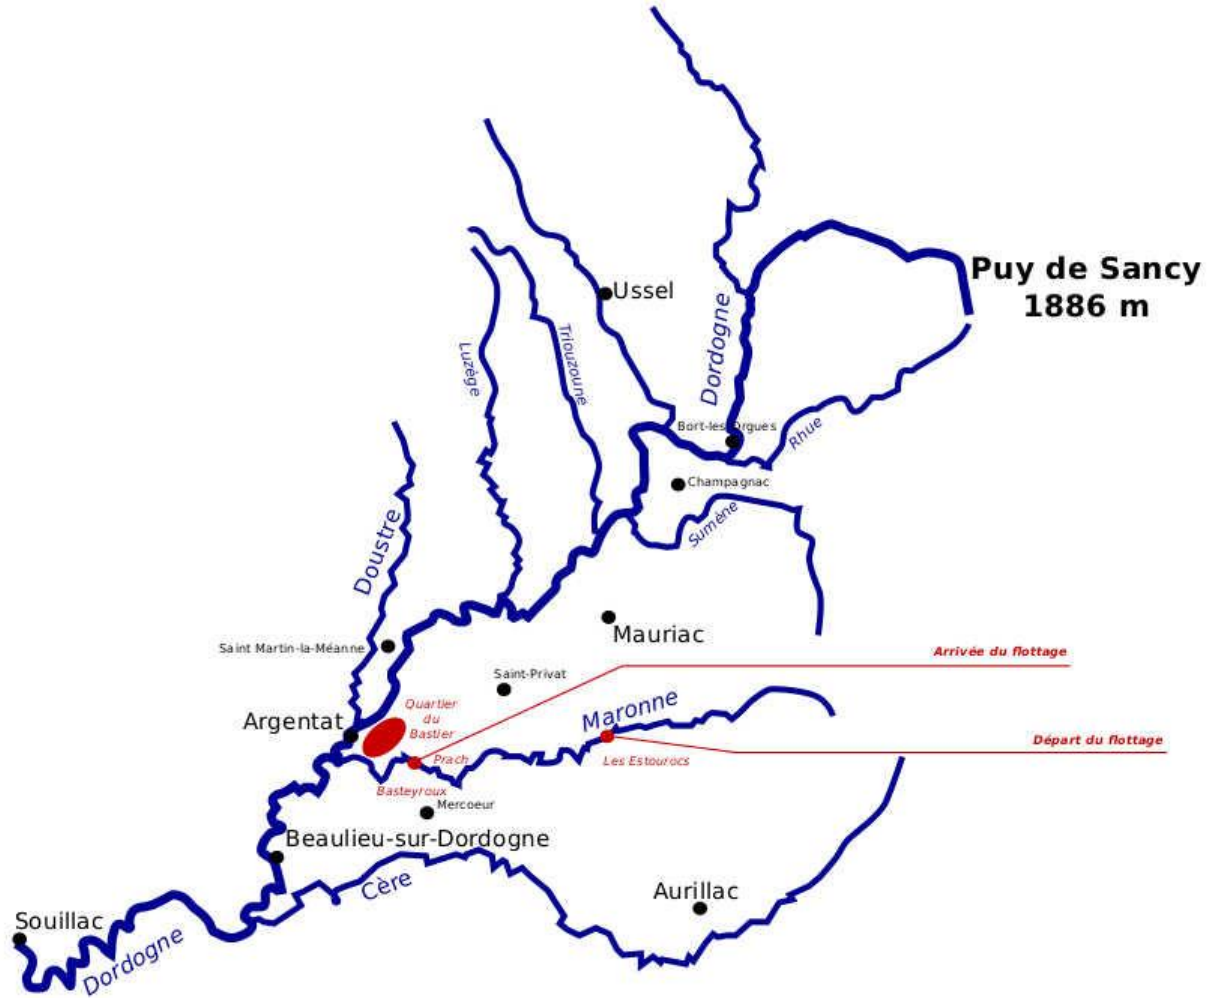 Puy de Sancy
1886 m
Ussel
Dordogne
Triouzoune
Luzège
Bort-les-Orgues
Rhue
Champagnac
Sumène
Doustre
Mauriac
Saint Martin-la-Méanne
Arrivée du flottage
Saint-Privat
Quartier
du
Bastier
Maronne
Argentat
Départ du flottage
Prach
Les Estourocs
Basteyroux
Mercoeur
Beaulieu-sur-Dordogne
Cère
Aurillac
Souillac
Dordogne